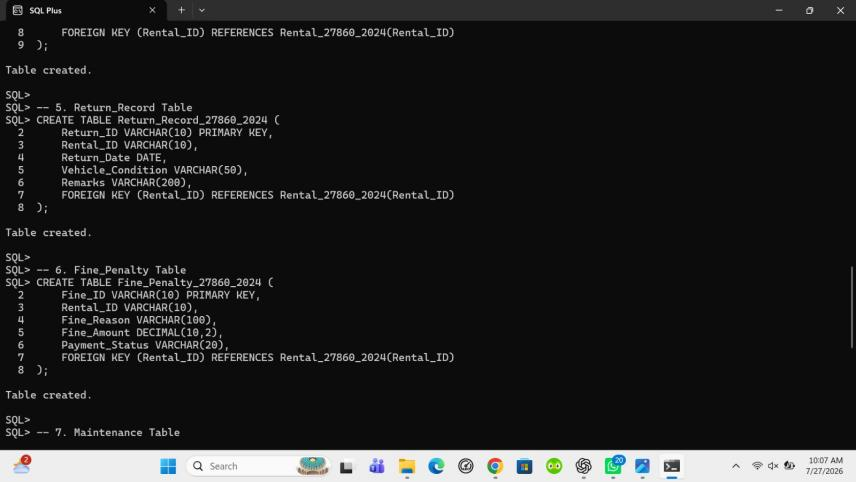 SQL Plus
8 FOREIGN KEY (Rental_ID) REFERENCES Rental_27860_2024(Rental_ID)
9 );
Table created.
SQL>
SQL> -- 5. Return_Record Table
SQL> CREATE TABLE Return_Record_27860_2024 (
2 Return_ID VARCHAR(10) PRIMARY KEY,
3 Rental_ID VARCHAR(10),
4 Return_Date DATE,
5 Vehicle_Condition VARCHAR(50),
6 Remarks VARCHAR(200),
7 FOREIGN KEY (Rental_ID) REFERENCES Rental_27860_2024(Rental_ID)
8 );
Table created.
SQL>
SQL> -- 6. Fine_Penalty Table
SQL> CREATE TABLE Fine_Penalty_27860_2024 (
2 Fine_ID VARCHAR(10) PRIMARY KEY,
3 Rental_ID VARCHAR(10),
4 Fine_Reason VARCHAR(100),
5 Fine_Amount DECIMAL(10,2),
6 Payment_Status VARCHAR(20),
7 FOREIGN KEY (Rental_ID) REFERENCES Rental_27860_2024(Rental_ID)
8 );
Table created.
SQL>
SQL> -- 7. Maintenance Table
2
Search
20
10:07 AM
7/27/2026